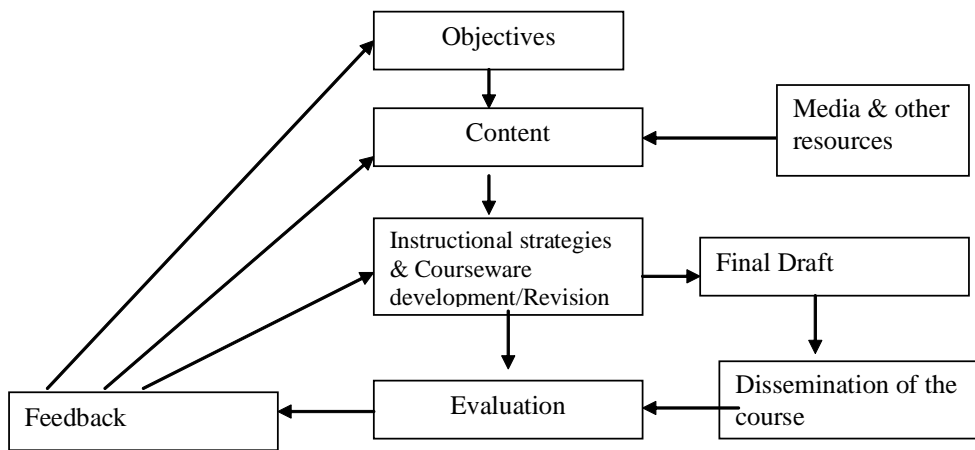 Objectives
Content
Media & other
resources
Instructional strategies
& Courseware
development/Revision
Final Draft
Evaluation
Dissemination of the
course
Feedback